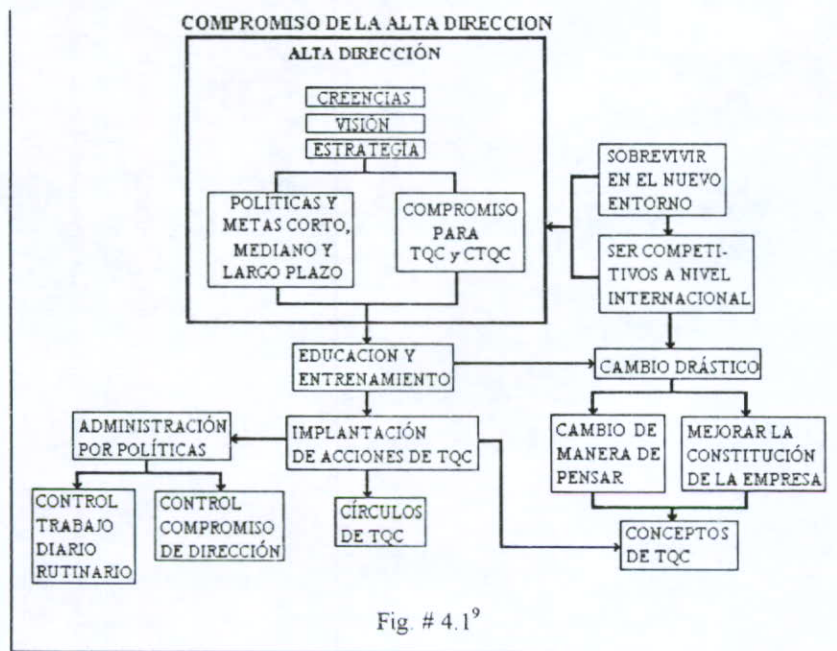 COMPROMISO DE LA ALTA DIRECCION
ALTA DIRECCIÓN
CREENCIAS
VISIÓN
ESTRATEGÍA
POLÍTICAS Y
METAS CORTO,
MEDIANO Y
LARGO PLAZO
COMPROMISO
PARA
TQC y CTQC
SOBREVIVIR
EN EL NUEVO
ENTORNO
SER COMPETI-
TIVOS A NIVEL
INTERNACIONAL
EDUCACION Y
ENTRENAMIENTO
CAMBIO DRÁSTICO
ADMINISTRACIÓN
POR POLÍTICAS
IMPLANTACIÓN
DE ACCIONES DE TQC
CAMBIO DE
MANERA DE
PENSAR
MEJORAR LA
CONSTITUCIÓN
DE LA EMPRESA
CONTROL
TRABAJO
DIARIO
RUTINARIO
CONTROL
COMPROMISO
DE DIRECCIÓN
CÍRCULOS
DE TQC
CONCEPTOS
DE TQC
Fig. # 4.1⁹